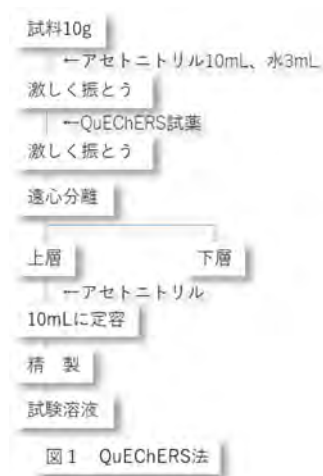 試料10g
←アセトニトリル10mL、水3mL
激しく振とう
←QuEChERS試薬
激しく振とう
遠心分離
上層 下層
←アセトニトリル
10mLに定容
精 製
試験溶液
図1 QuEChERS法